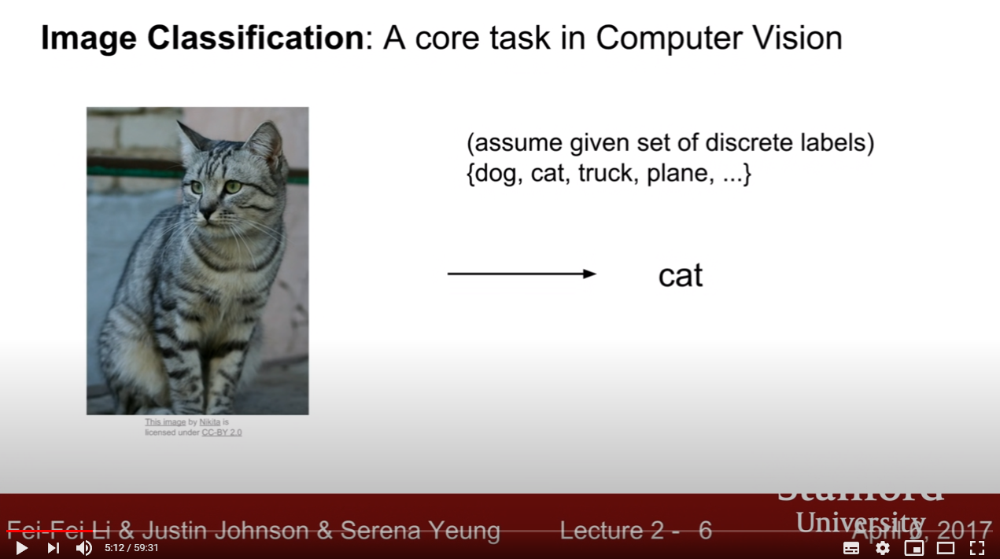 Image Classification: A core task in Computer Vision
(assume given set of discrete labels)
{dog, cat, truck, plane, ...}
cat
This image by Nikita is
licensed under CC-BY 2.0
Stanford
University
Fei-Fei Li & Justin Johnson & Serena Yeung
Lecture 2 - 6
April 6, 2017
5:12 / 59:31